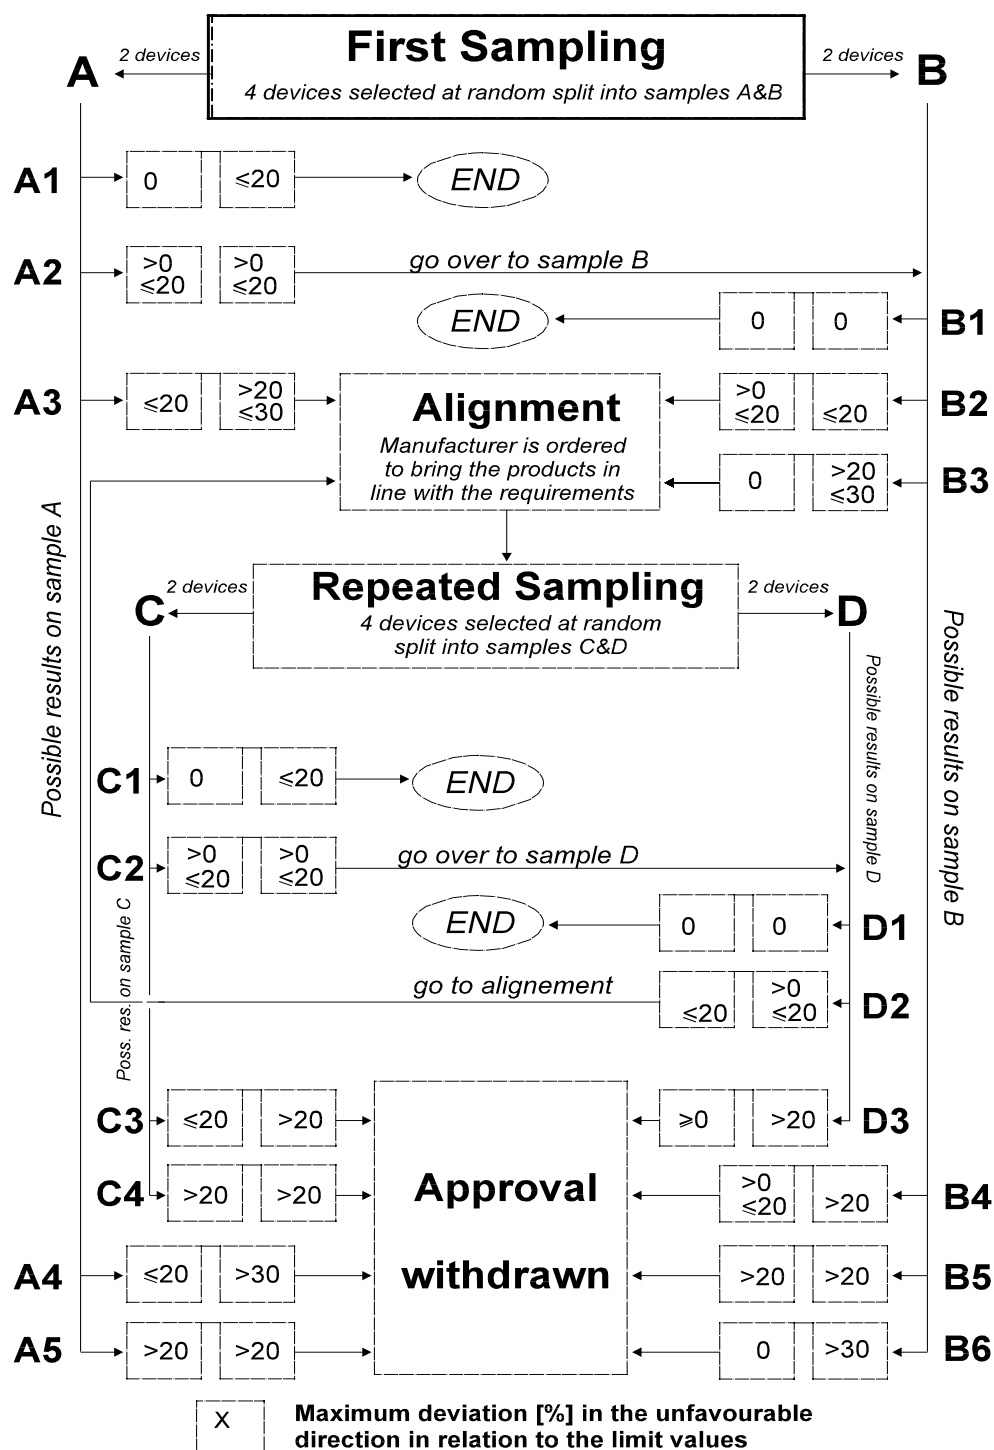 First Sampling
4 devices selected at random split into samples A&B
A
2 devices
2 devices
B
A1
0
≤20
END
A2
>0
≤20
>0
≤20
go over to sample B
END
0
0
B1
A3
≤20
>20
≤30
Alignment
Manufacturer is ordered
to bring the products in
line with the requirements
>0
≤20
≤20
B2
0
>20
≤30
B3
Possible results on sample A
Repeated Sampling
4 devices selected at random
split into samples C&D
C
2 devices
2 devices
D
Possible results on sample D
Possible results on sample B
C1
0
≤20
END
C2
>0
≤20
>0
≤20
go over to sample D
Poss. res. on sample C
END
0
0
D1
go to alignement
≤20
>0
≤20
D2
C3
≤20
>20
≥0
>20
D3
C4
>20
>20
Approval
withdrawn
>0
≤20
>20
B4
A4
≤20
>30
>20
>20
B5
A5
>20
>20
0
>30
B6
X
Maximum deviation [%] in the unfavourable
direction in relation to the limit values